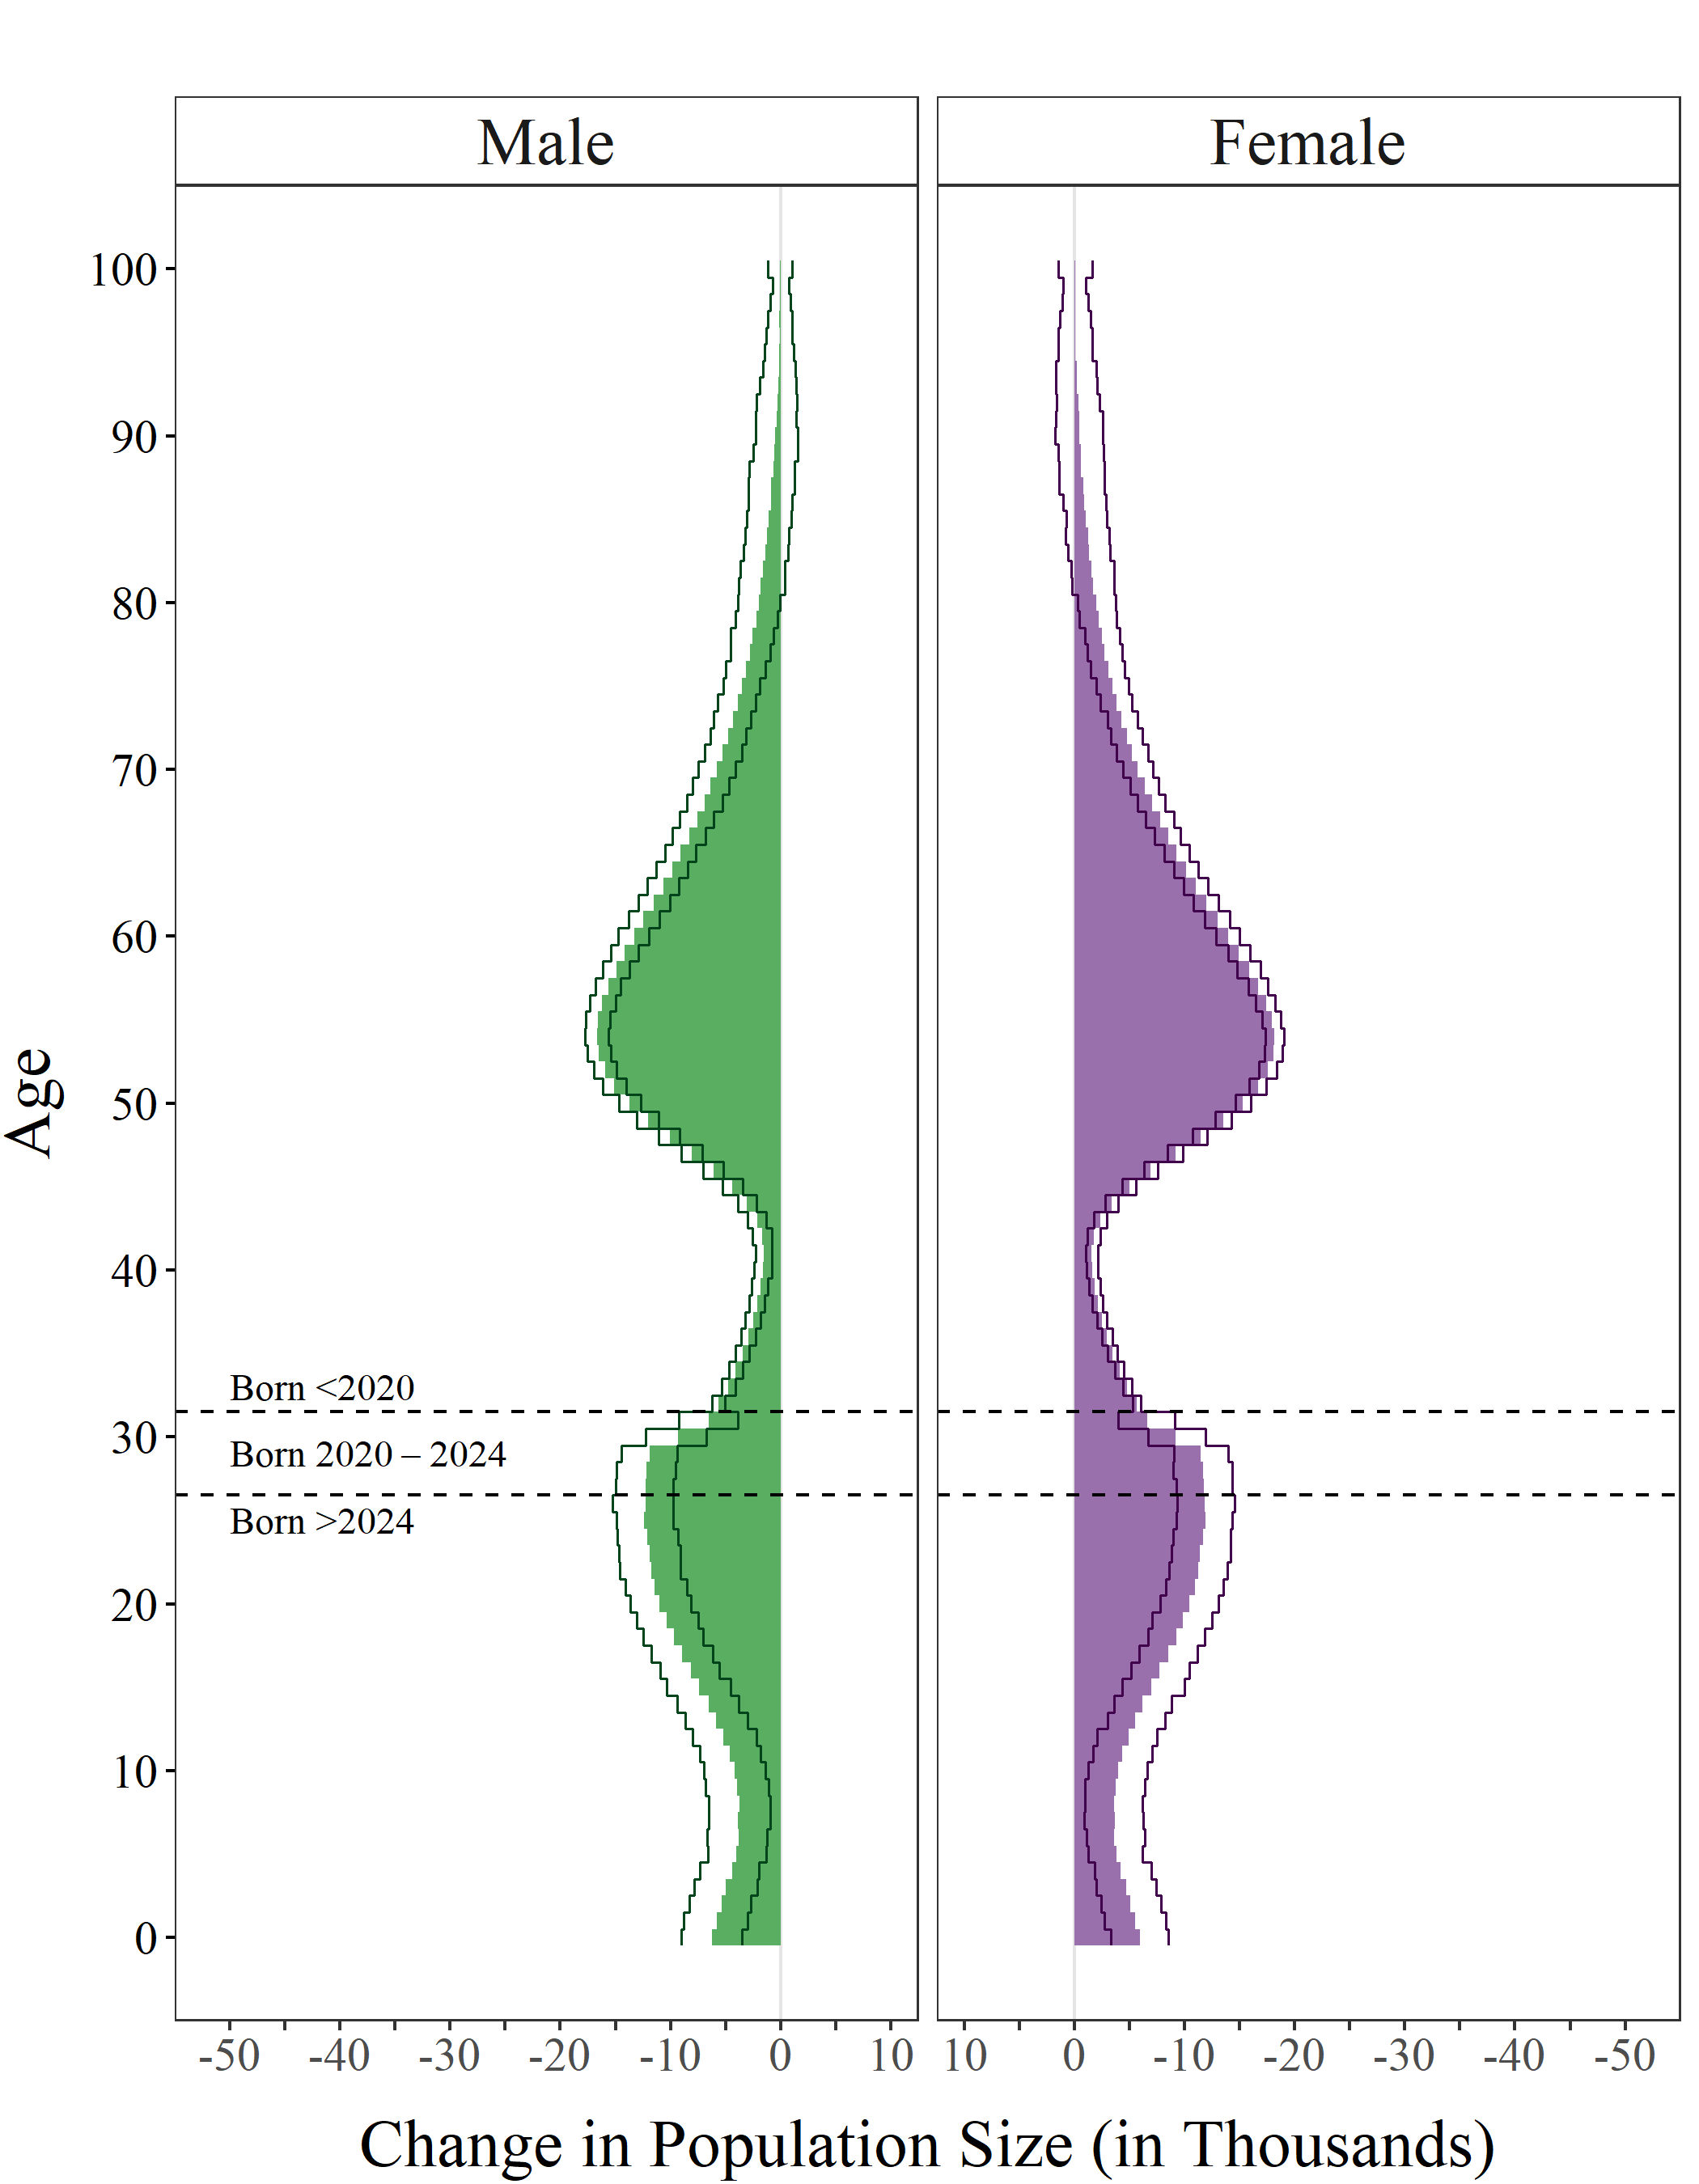 Male
Female
100
90
80
70
60
50
40
30
20
10
0
Age
Born <2020
Born 2020 – 2024
Born >2024
-50 -40 -30 -20 -10 0 10
10 0 -10 -20 -30 -40 -50
Change in Population Size (in Thousands)